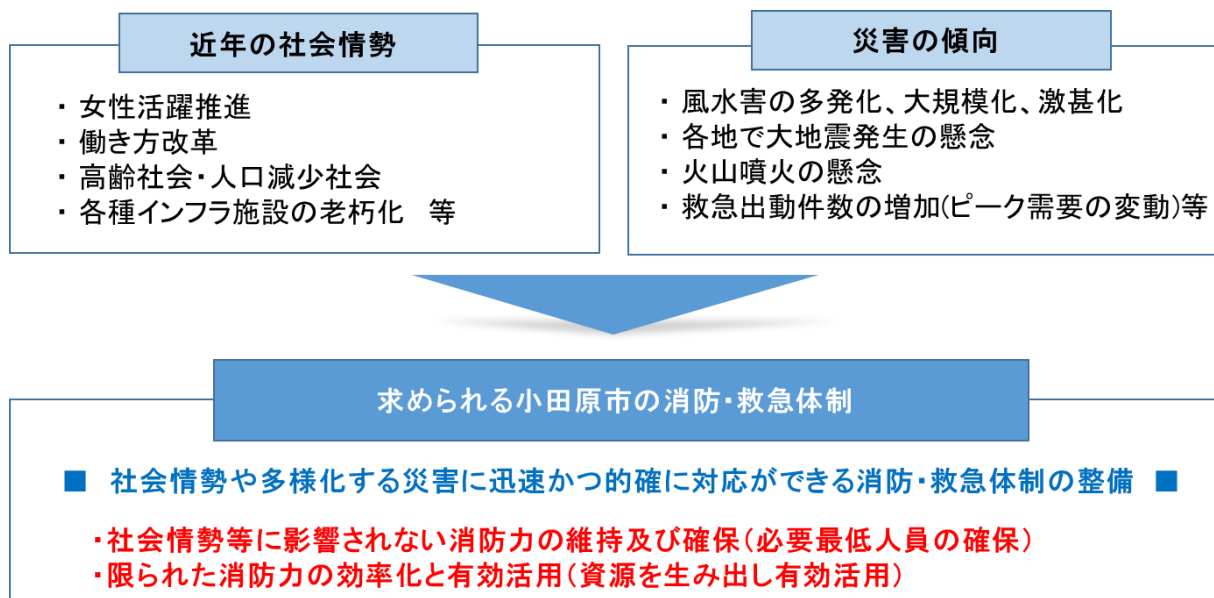 近年の社会情勢
・ 女性活躍推進
・ 働き方改革
・ 高齢社会・人口減少社会
・ 各種インフラ施設の老朽化　等
災害の傾向
・ 風水害の多発化、大規模化、激甚化
・ 各地で大地震発生の懸念
・ 火山噴火の懸念
・ 救急出動件数の増加(ピーク需要の変動)等
求められる小田原市の消防・救急体制
■　社会情勢や多様化する災害に迅速かつ的確に対応ができる消防・救急体制の整備　■
・社会情勢等に影響されない消防力の維持及び確保(必要最低人員の確保)
・限られた消防力の効率化と有効活用(資源を生み出し有効活用)